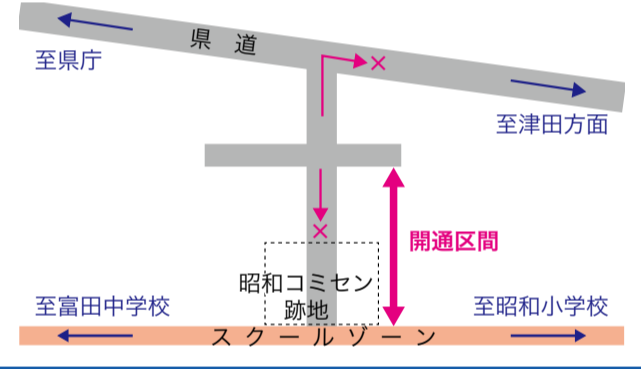 県道
至県庁
至津田方面
開通区間
昭和コミセン
跡地
至富田中学校
至昭和小学校
スクールゾーン